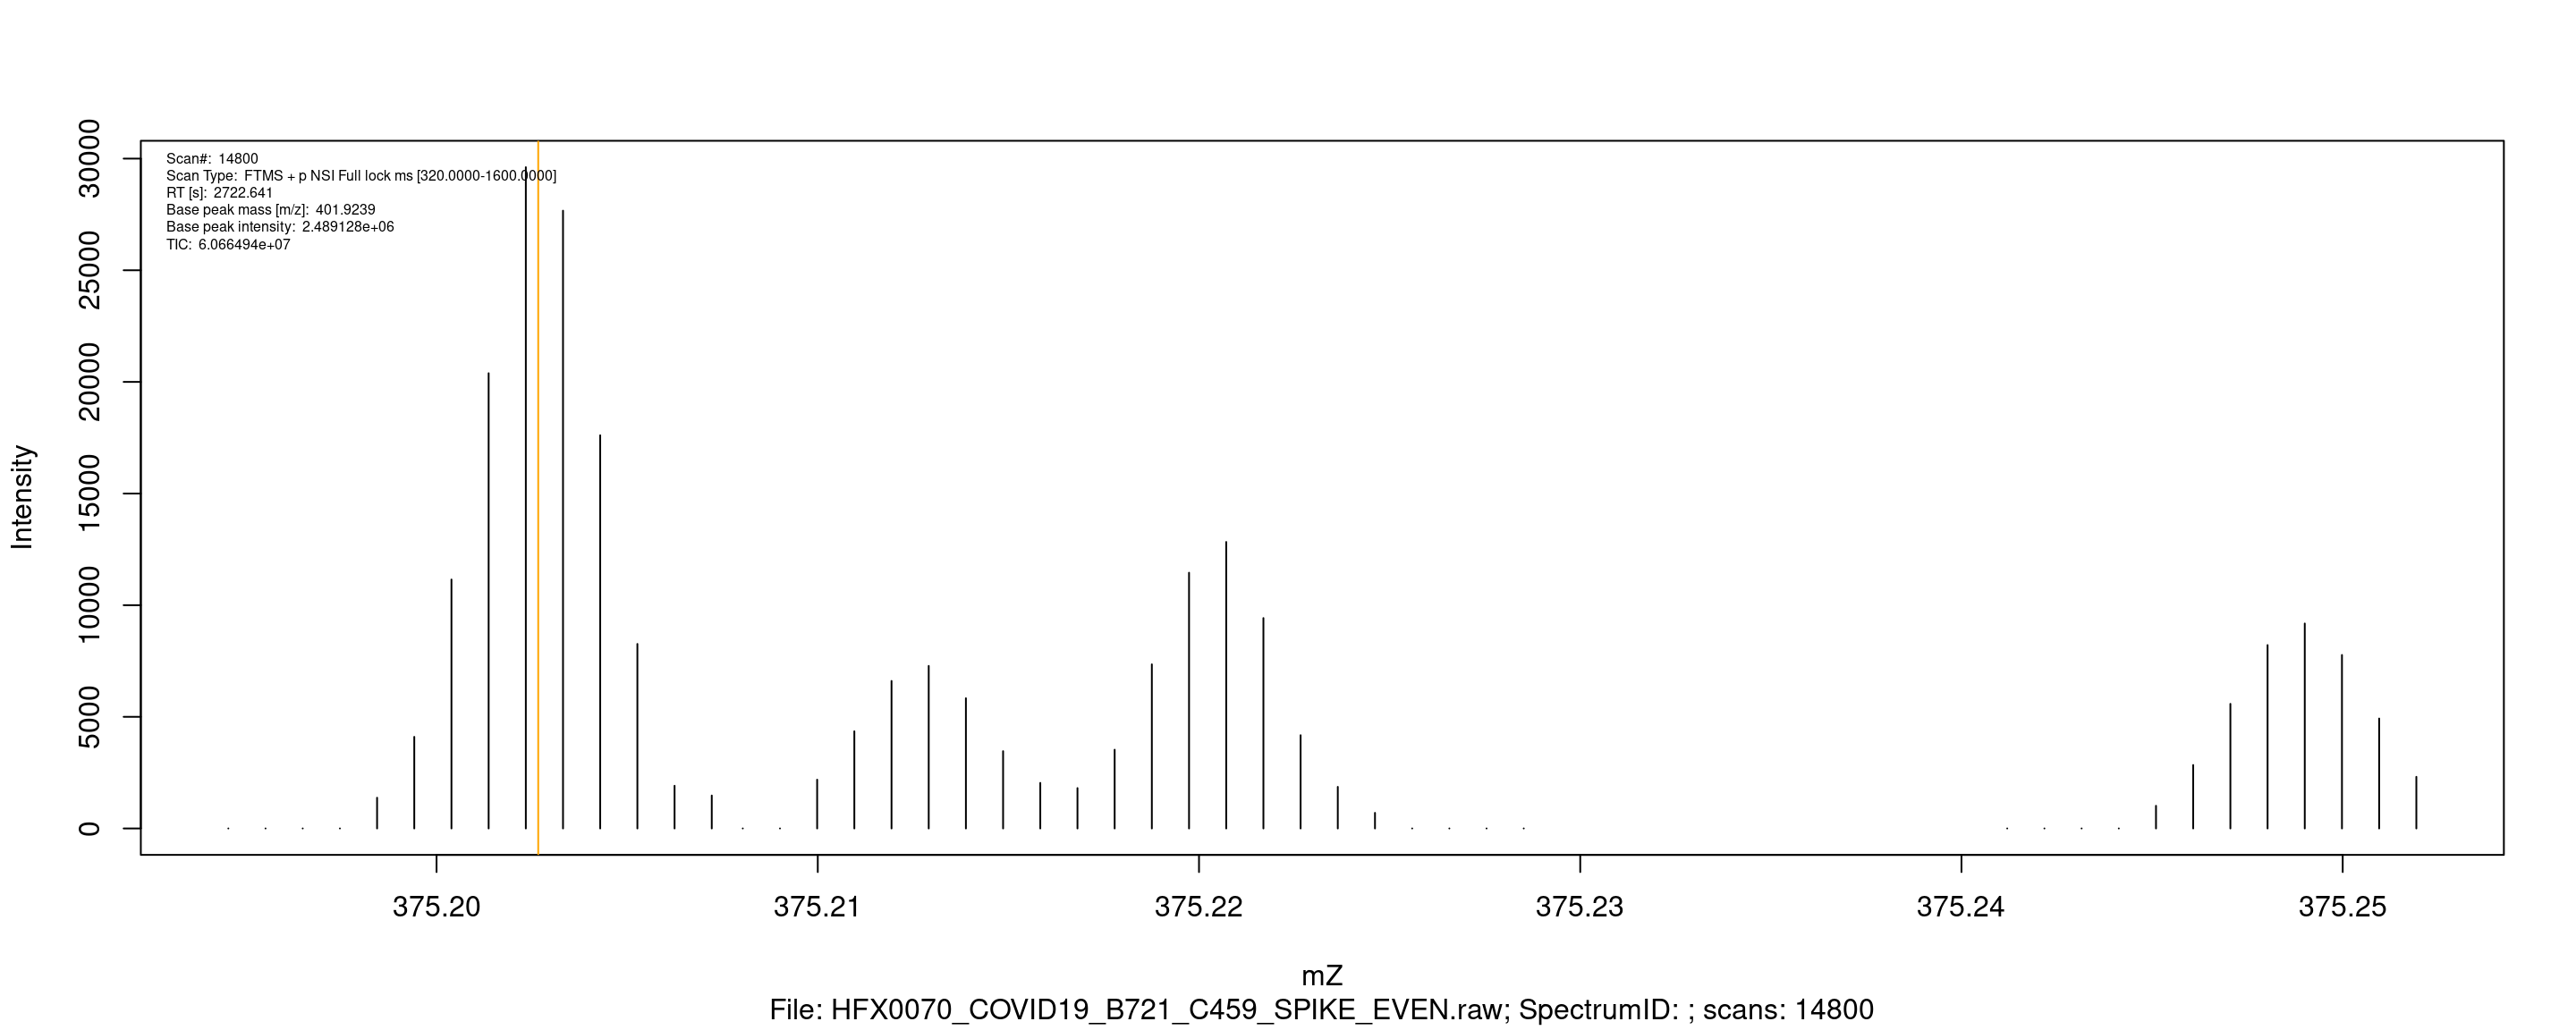 Scan#: 14800
Scan Type: FTMS + p NSI Full lock ms [320.0000-1600.0000]
RT [s]: 2722.641
Base peak mass [m/z]: 401.9239
Base peak intensity: 2.489128e+06
TIC: 6.066494e+07
Intensity
30000
25000
20000
15000
10000
5000
0
375.20 375.21 375.22 375.23 375.24 375.25
mZ
File: HFX0070_COVID19_B721_C459_SPIKE_EVEN.raw; SpectrumID: ; scans: 14800